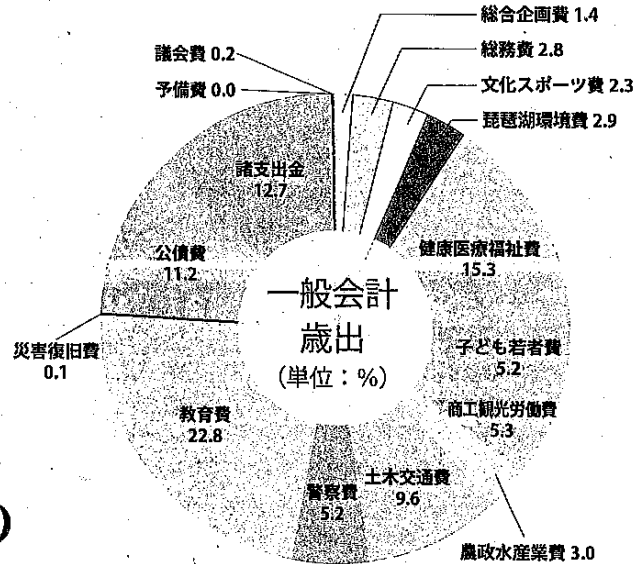 総合企画費 1.4
議会費 0.2
総務費 2.8
予備費 0.0
文化スポーツ費 2.3
琵琶湖環境費 2.9
諸支出金
12.7
健康医療福祉費
15.3
公債費
11.2
一般会計
歳出
(単位：%)
子ども若者費
5.2
災害復旧費
0.1
商工観光労働費
5.3
教育費
22.8
土木交通費
9.6
警察費
5.2
農政水産業費 3.0
)